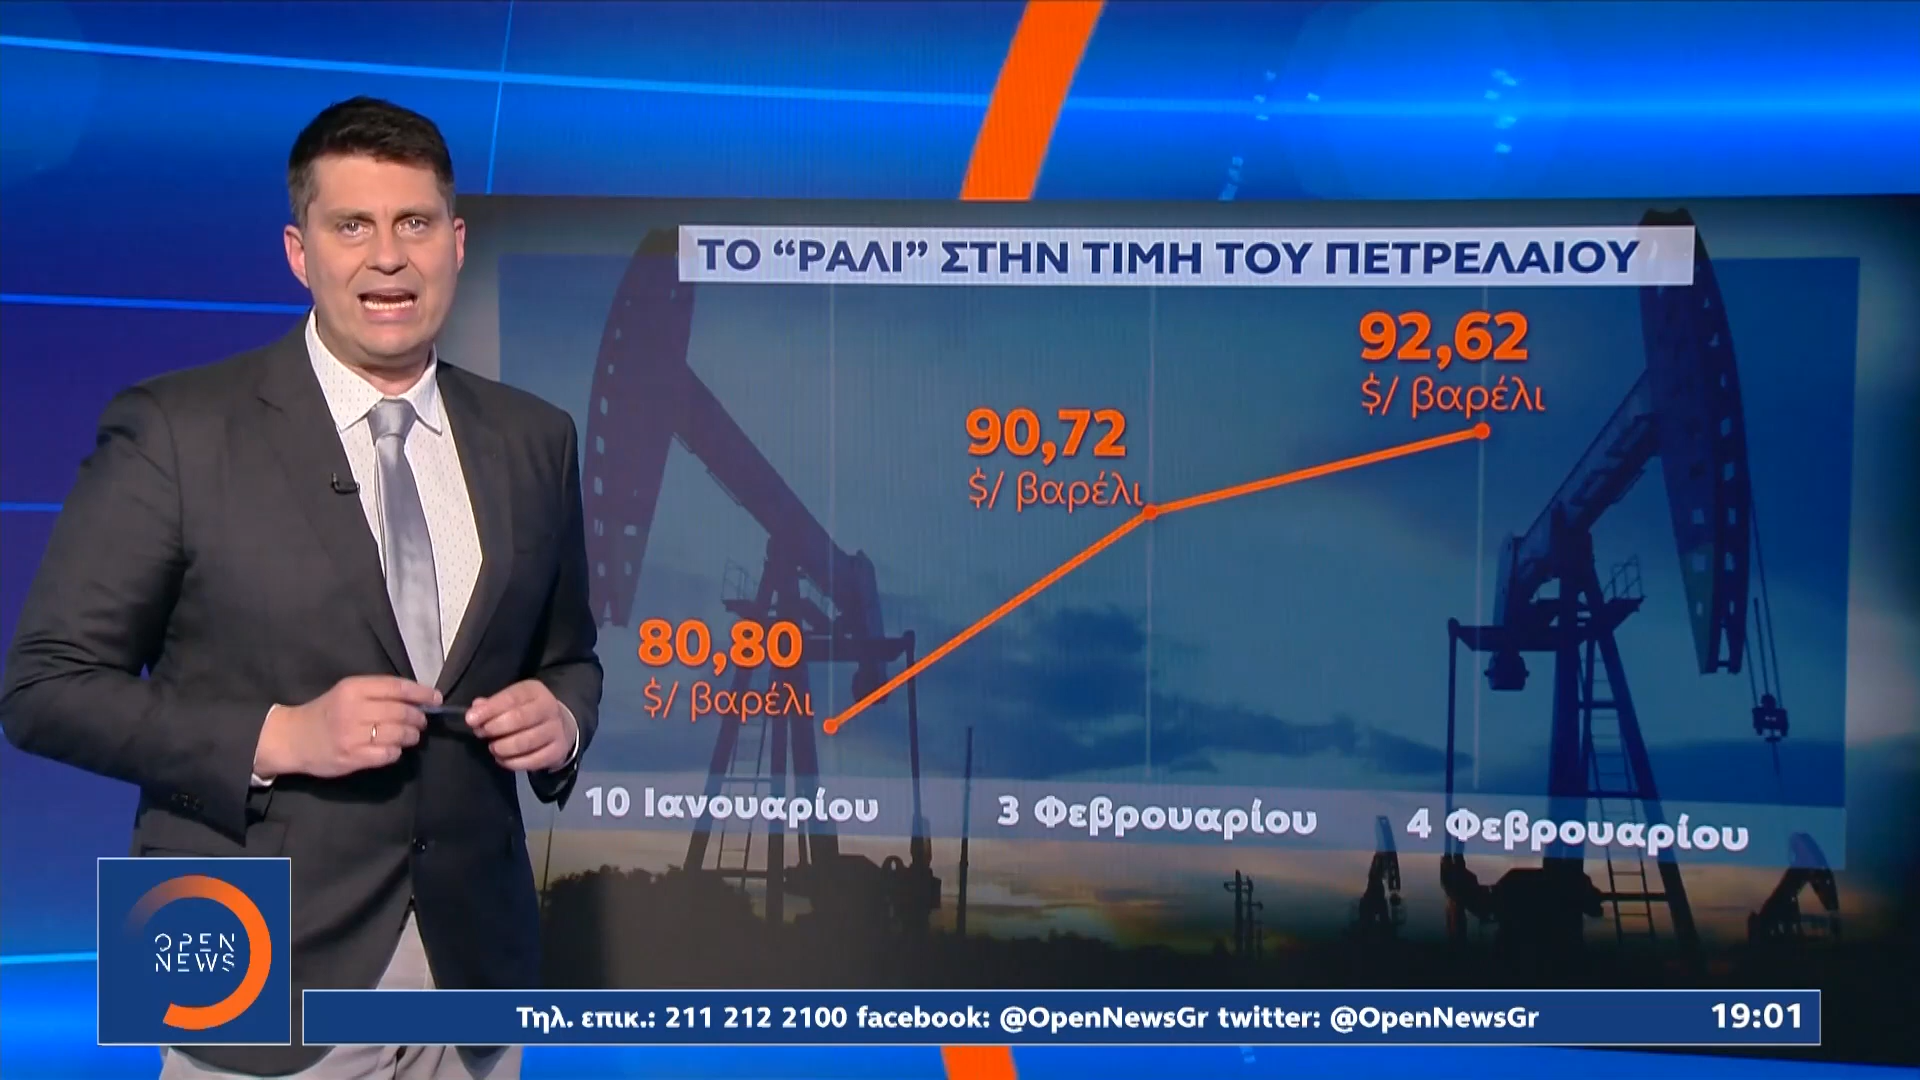 ΤΟ “ΡΑΛΙ” ΣΤΗΝ ΤΙΜΗ ΤΟΥ ΠΕΤΡΕΛΑΙΟΥ
92,62
$/ βαρέλι
90,72
$/ βαρέλι
80,80
$/ βαρέλι
10 Ιανουαρίου
3 Φεβρουαρίου
4 Φεβρουαρίου
OPEN
NEWS
Τηλ. επικ.: 211 212 2100 facebook: @OpenNewsGr twitter: @OpenNewsGr
19:01